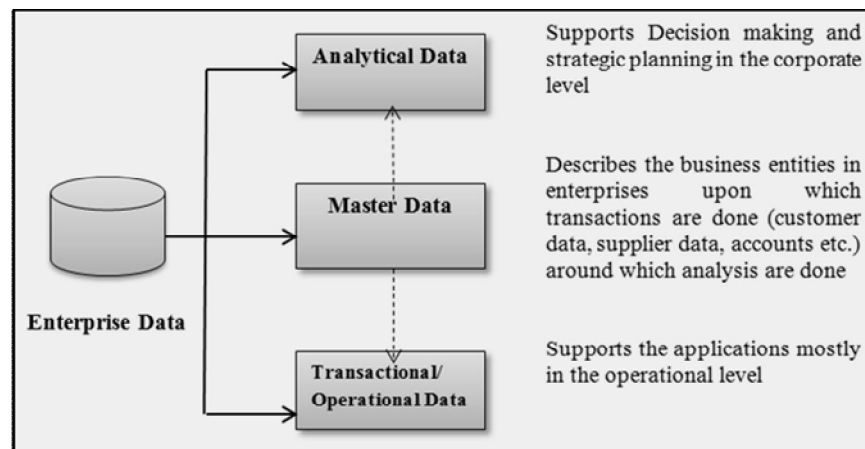 Analytical Data
Supports Decision making and
strategic planning in the corporate
level
Master Data
Describes the business entities in
enterprises upon which
transactions are done (customer
data, supplier data, accounts etc.)
around which analysis are done
Enterprise Data
Transactional/
Operational Data
Supports the applications mostly
in the operational level